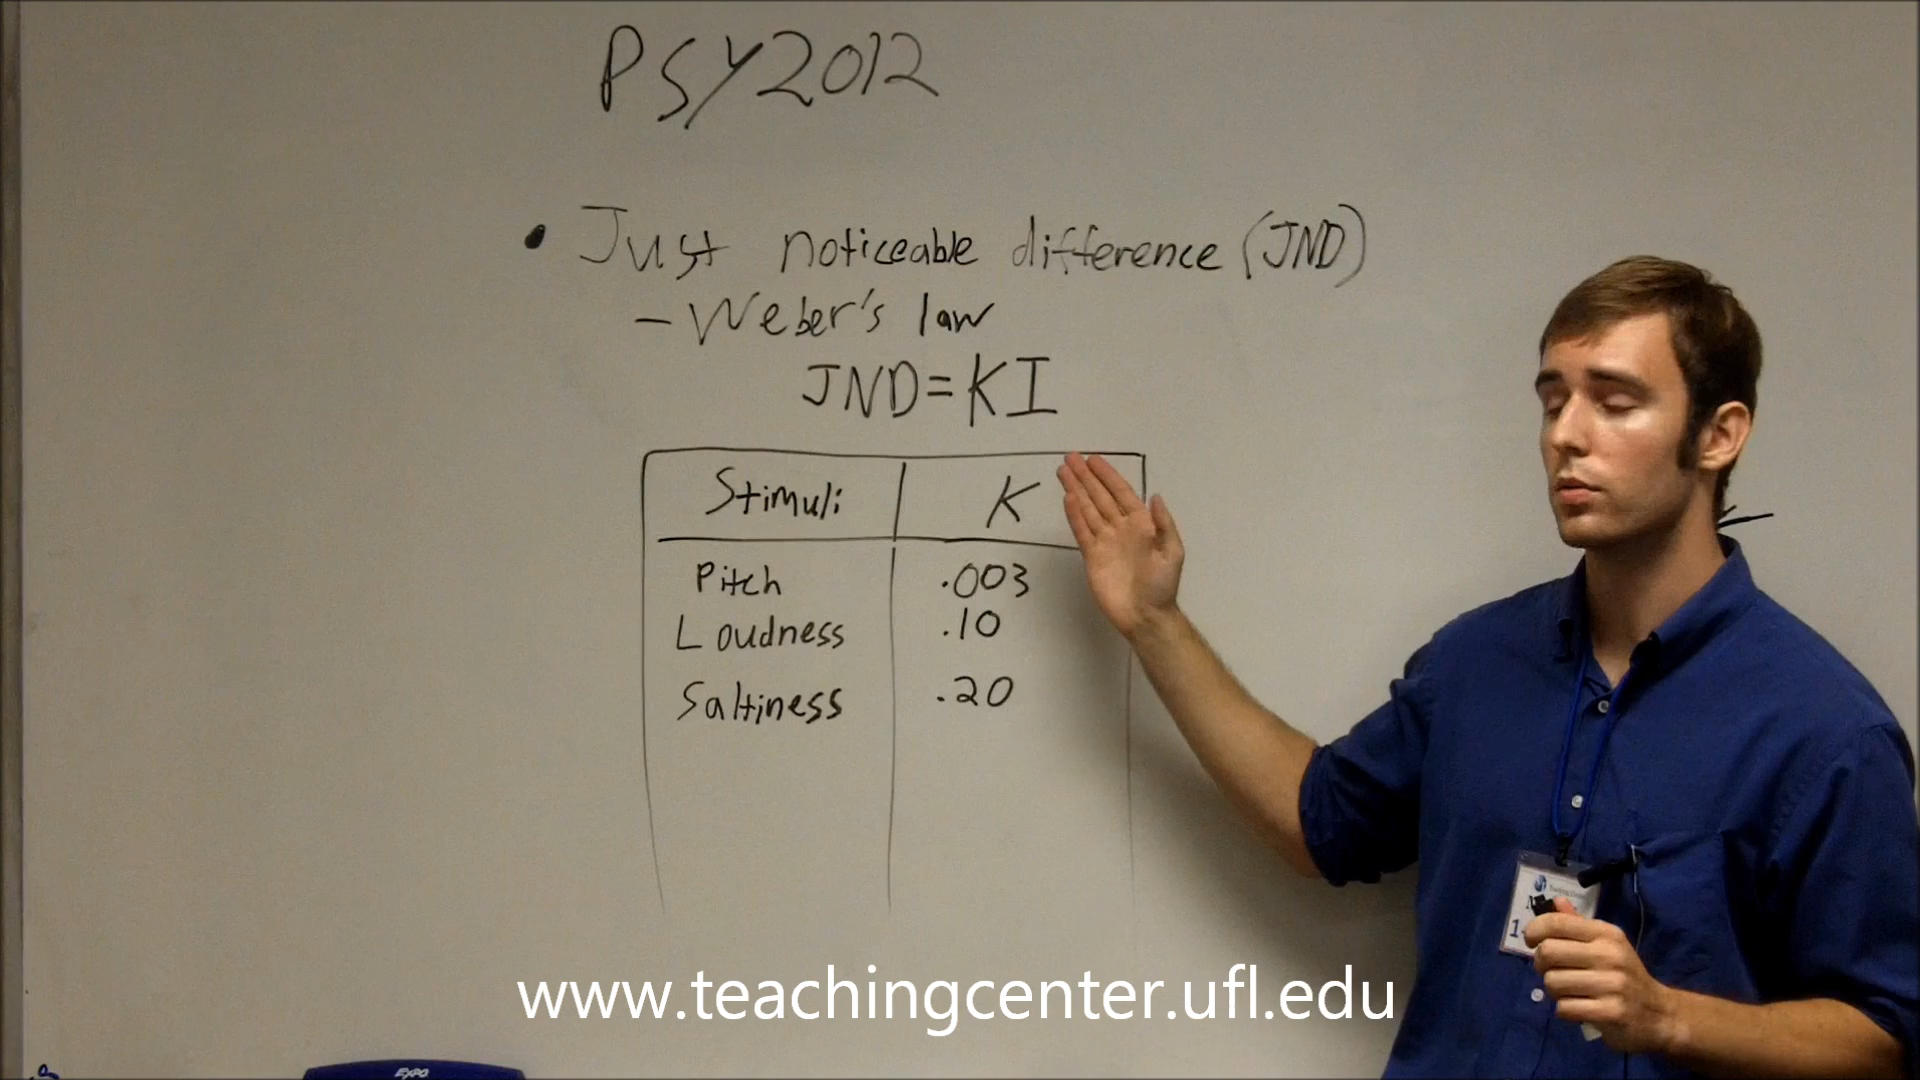 PSY2012
• Just noticeable difference (JND)
- Weber's law
JND=KI
Stimuli K
Pitch .003
Loudness .10
Saltiness .20
www.teachingcenter.ufl.edu
EXPO